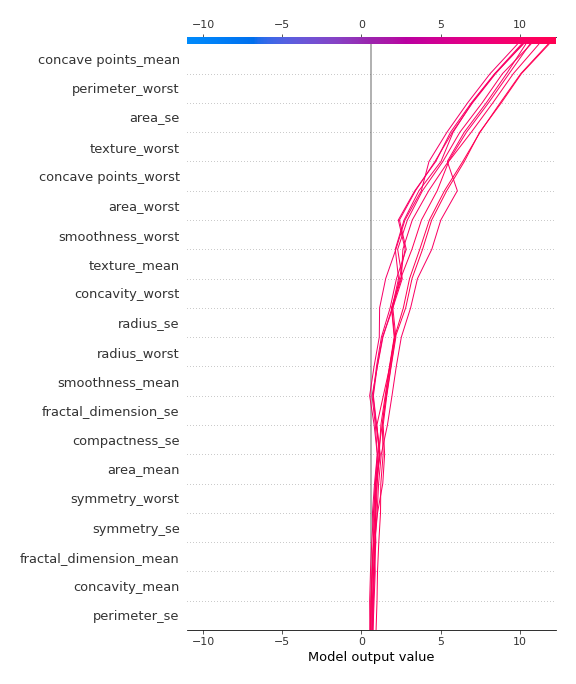 −10 −5 0 5 10
concave points_mean
perimeter_worst
area_se
texture_worst
concave points_worst
area_worst
smoothness_worst
texture_mean
concavity_worst
radius_se
radius_worst
smoothness_mean
fractal_dimension_se
compactness_se
area_mean
symmetry_worst
symmetry_se
fractal_dimension_mean
concavity_mean
perimeter_se
−10 −5 0 5 10
Model output value